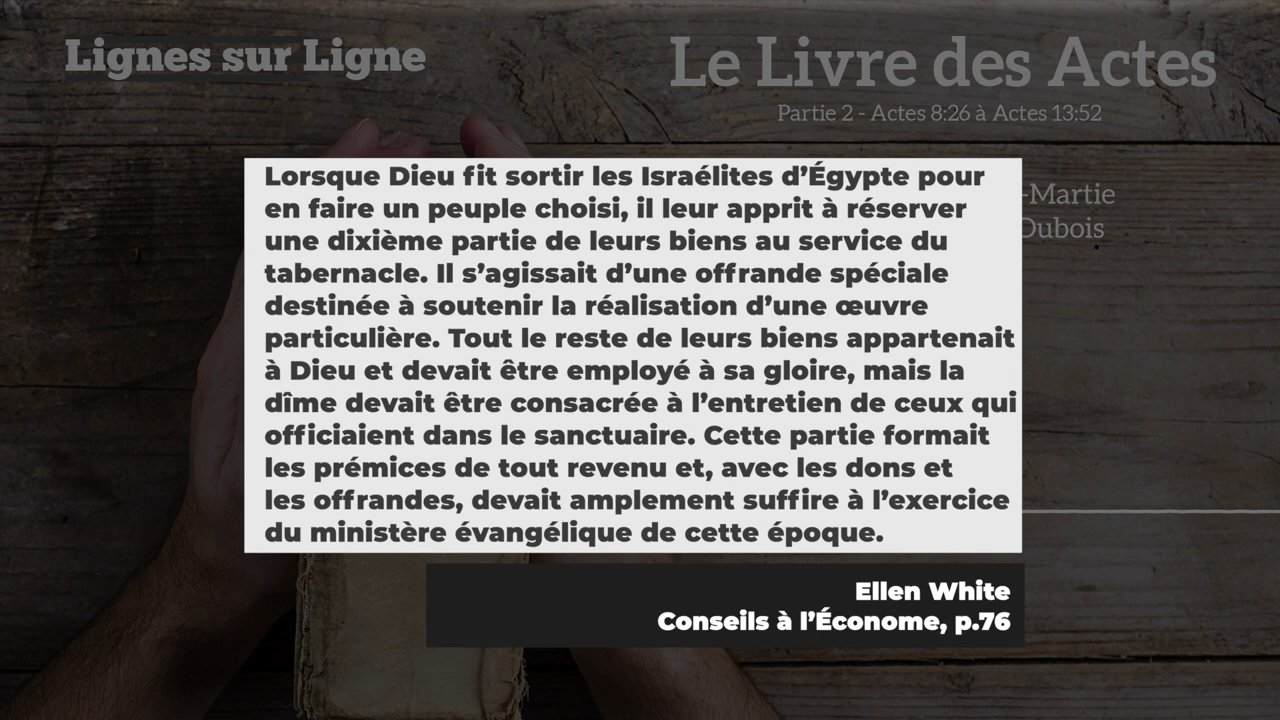 Lignes sur Ligne
Le Livre des Actes
Partie 2 - Actes 8:26 à Actes 13:52
-Martie
Dubois
Lorsque Dieu fit sortir les Israélites d’Égypte pour
en faire un peuple choisi, il leur apprit à réserver
une dixième partie de leurs biens au service du
tabernacle. Il s’agissait d’une offrande spéciale
destinée à soutenir la réalisation d’une œuvre
particulière. Tout le reste de leurs biens appartenait
à Dieu et devait être employé à sa gloire, mais la
dîme devait être consacrée à l’entretien de ceux qui
officiaient dans le sanctuaire. Cette partie formait
les prémices de tout revenu et, avec les dons et
les offrandes, devait amplement suffire à l’exercice
du ministère évangélique de cette époque.
Ellen White
Conseils à l’Économe, p.76